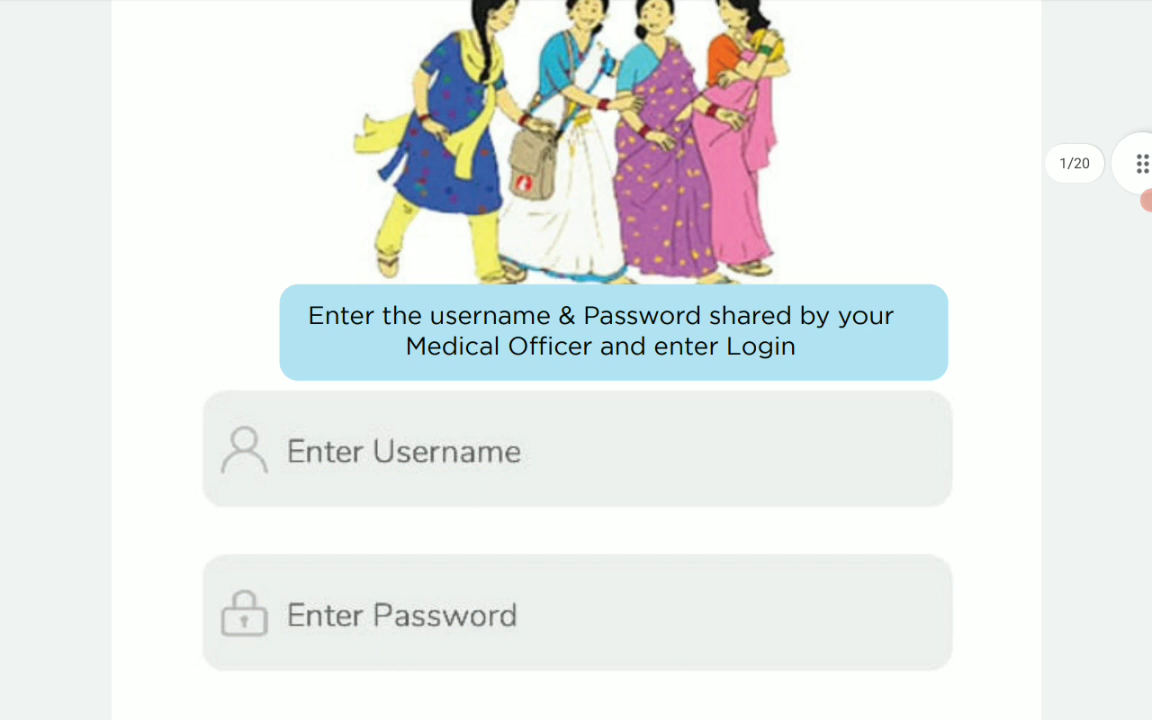 1/20
Enter the username & Password shared by your
Medical Officer and enter Login
Enter Username
Enter Password